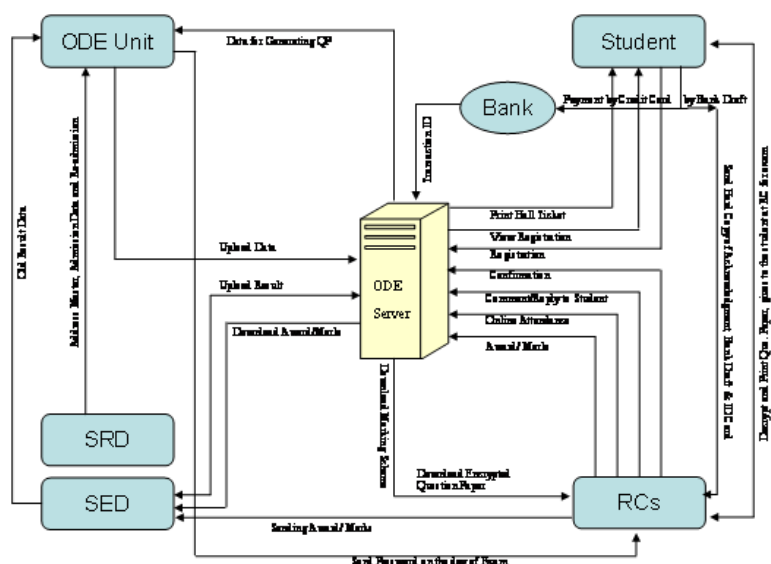 ODE Unit
Student
Data for Generating QP
Bank
Payment by Credit Card
by Bank Draft
Transaction ID
Old Result Data
Address Master, Admission Data and Re-admission
Print Hall Ticket
View Registration
Registration
Confirmation
Comment/Reply to Student
Online Attendance
Award / Marks
Upload Data
Upload Result
Download Award/Marks
ODE
Server
Download Marking Scheme
Send Hard Copy of Acknowledgment, Bank Draft & ID Card
Decrypt and Print Que. Paper, given to the student at RC for exam
SRD
SED
Download Encrypted
Question Paper
RCs
Sending Award / Marks
Send Password on the day of Exam